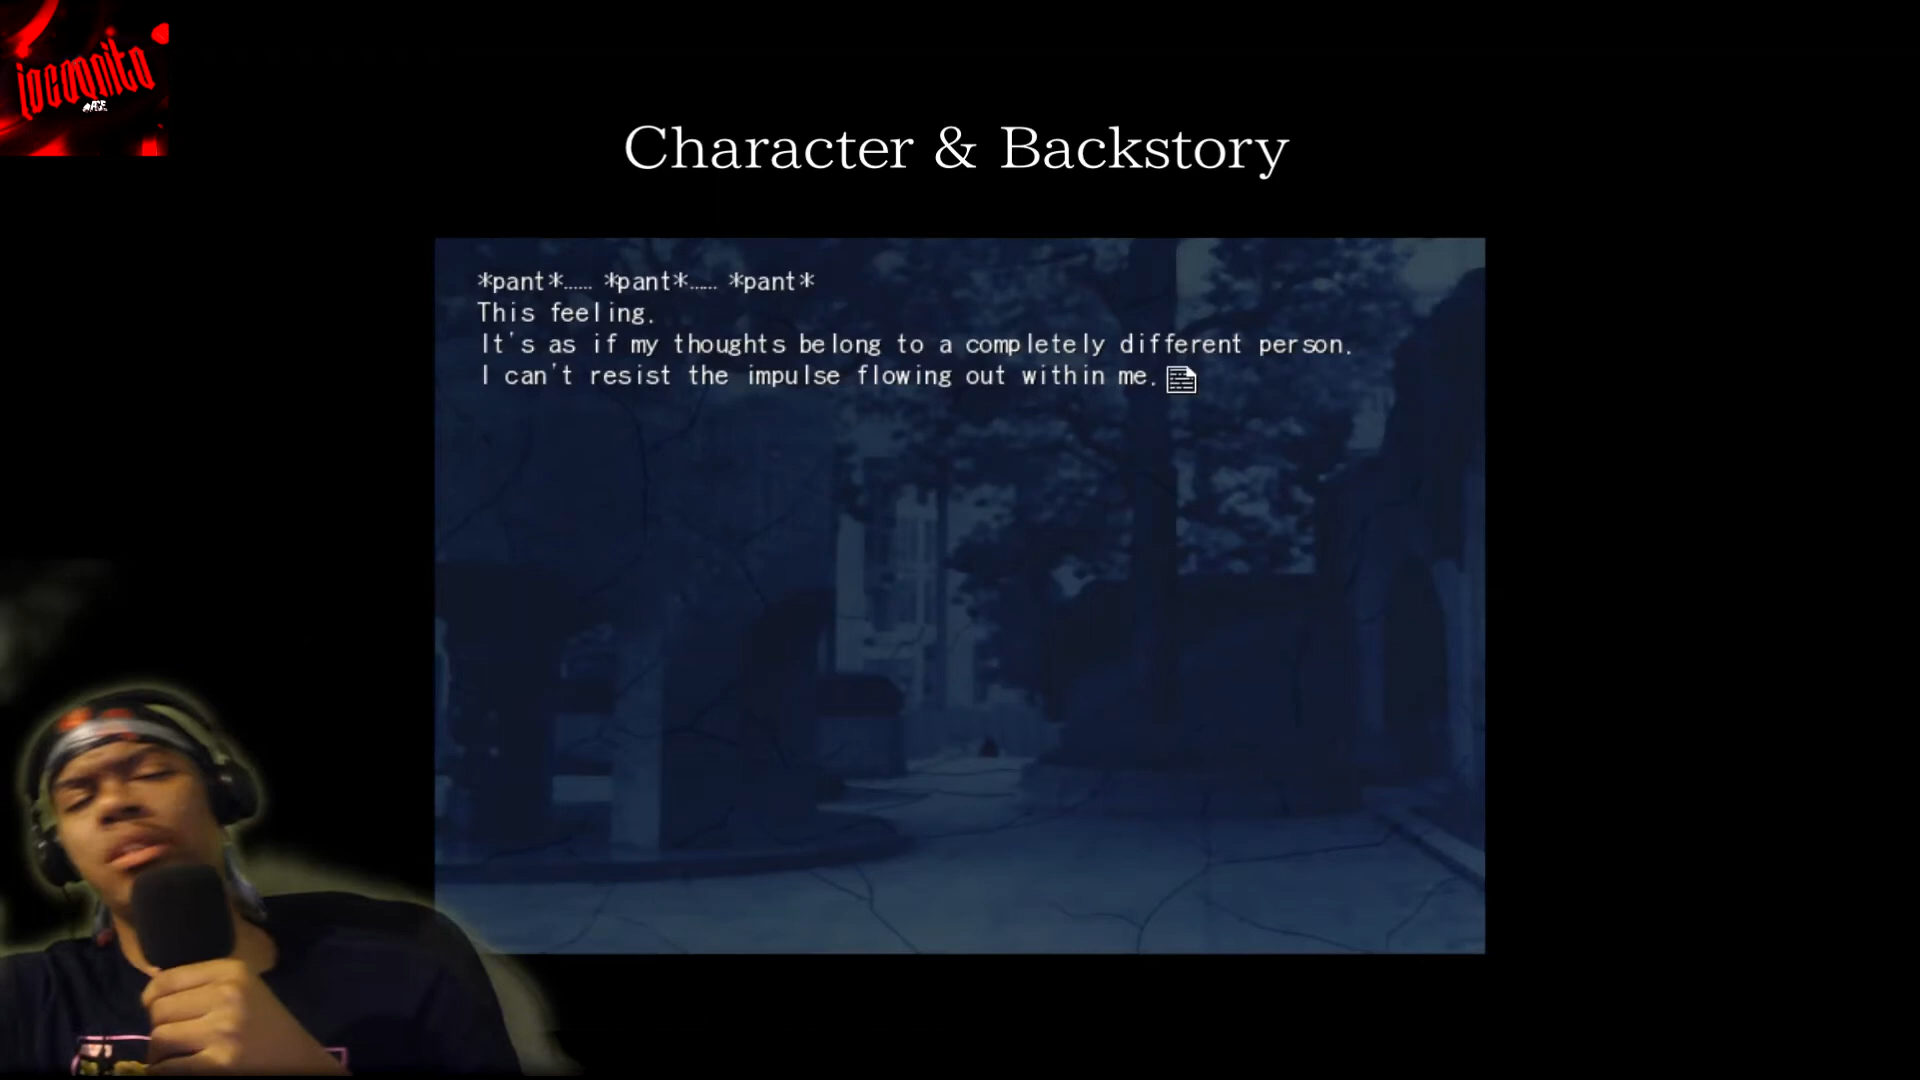 incognito
Character & Backstory
*pant*...... *pant*...... *pant*
This feeling.
It's as if my thoughts belong to a completely different person.
I can't resist the impulse flowing out within me.